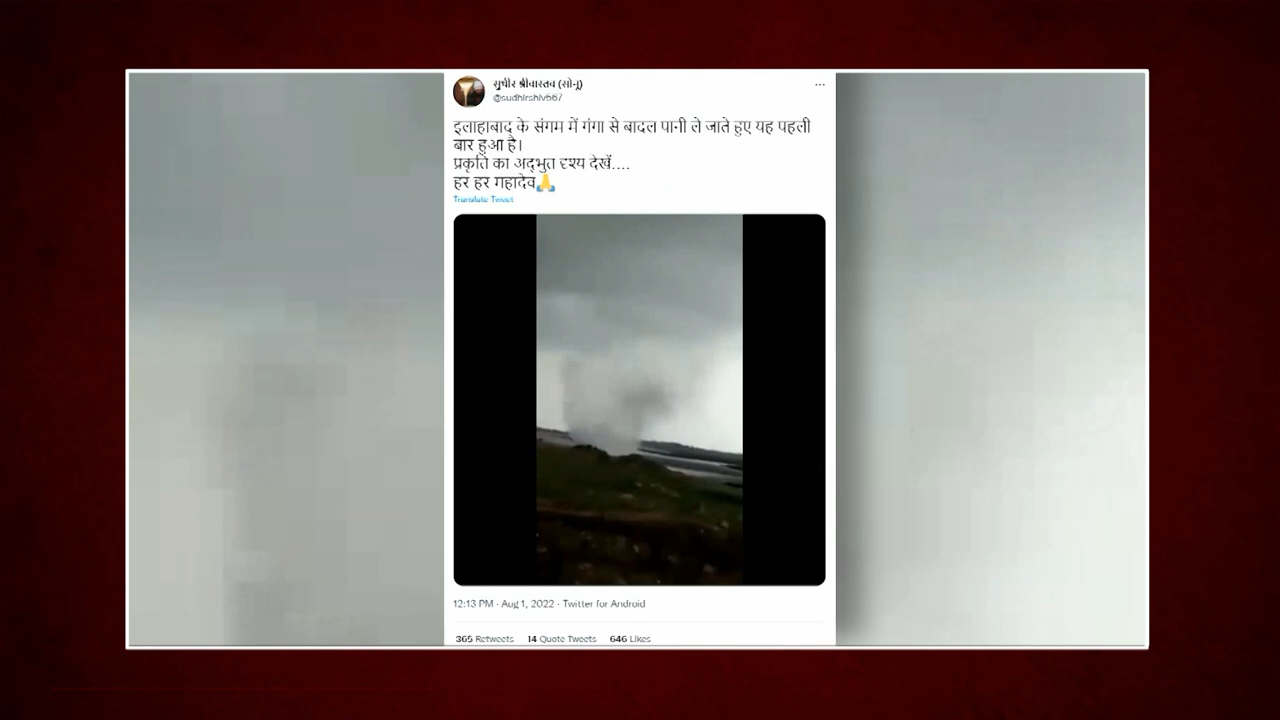 सुधीर श्रीवास्तव (सोनू)
@sudhirshiv567
इलाहाबाद के संगम में गंगा से बादल पानी ले जाते हुए यह पहली
बार हुआ है।
प्रकृति का अद्भुत दृश्य देखें....
हर हर महादेव🙏
Translate Tweet
12:13 PM · Aug 1, 2022 · Twitter for Android
365 Retweets 14 Quote Tweets 646 Likes